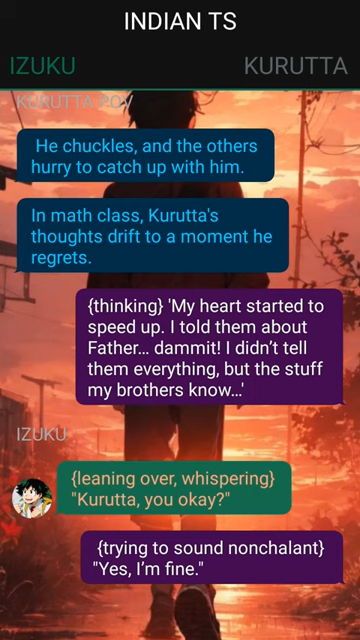 INDIAN TS
IZUKU
KURUTTA
KURUTTA POV
He chuckles, and the others
hurry to catch up with him.
In math class, Kurutta's
thoughts drift to a moment he
regrets.
{thinking} 'My heart started to
speed up. I told them about
Father... dammit! I didn't tell
them everything, but the stuff
my brothers know...'
IZUKU
{leaning over, whispering}
"Kurutta, you okay?"
{trying to sound nonchalant}
"Yes, I'm fine."